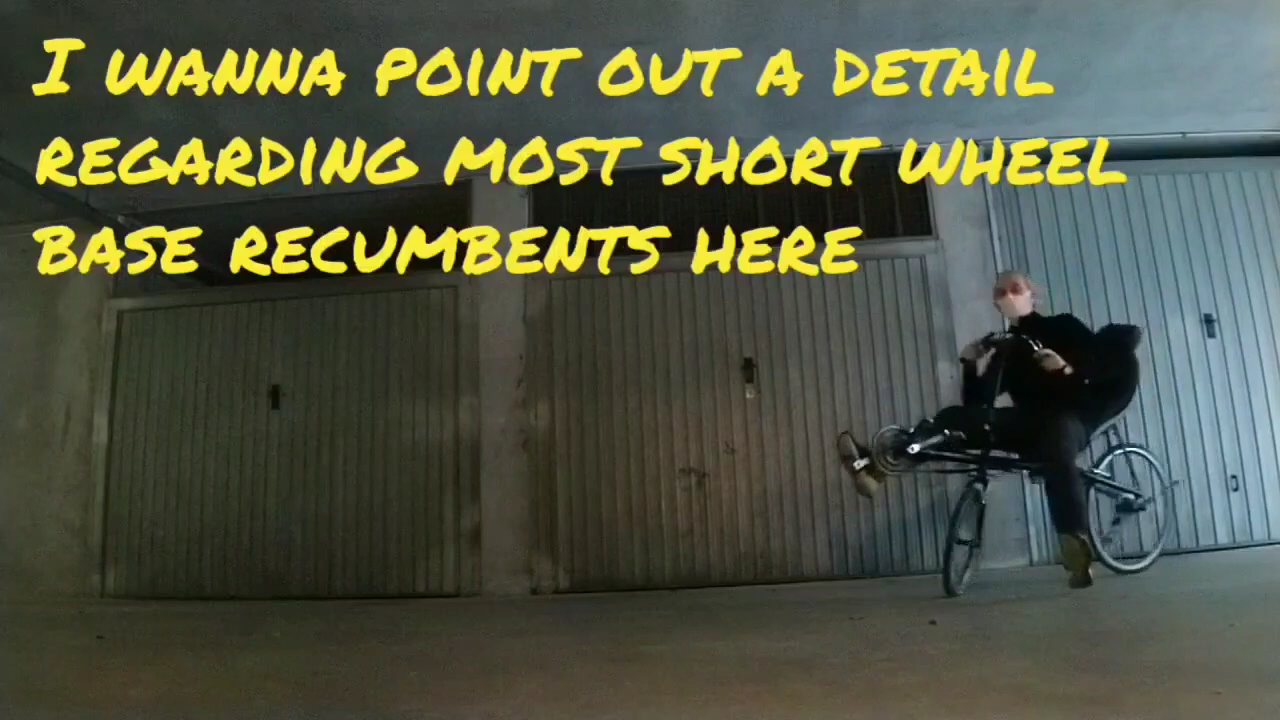 I WANNA POINT OUT A DETAIL
REGARDING MOST SHORT WHEEL
BASE RECUMBENTS HERE